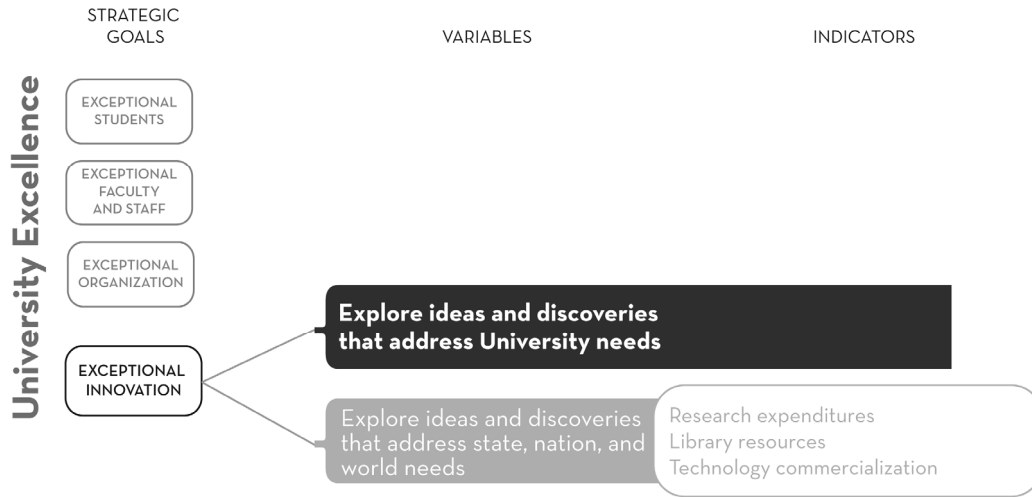 STRATEGIC
GOALS
VARIABLES
INDICATORS
University Excellence
EXCEPTIONAL
STUDENTS
EXCEPTIONAL
FACULTY
AND STAFF
EXCEPTIONAL
ORGANIZATION
EXCEPTIONAL
INNOVATION
Explore ideas and discoveries
that address University needs
Explore ideas and discoveries
that address state, nation, and
world needs
Research expenditures
Library resources
Technology commercialization